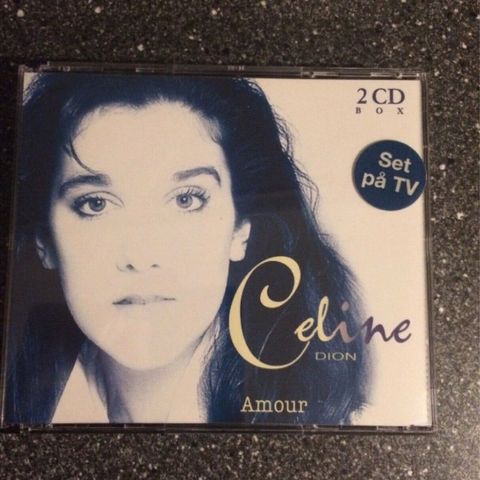 2 CD
BOX
Set
på TV
Celine
DION
Amour